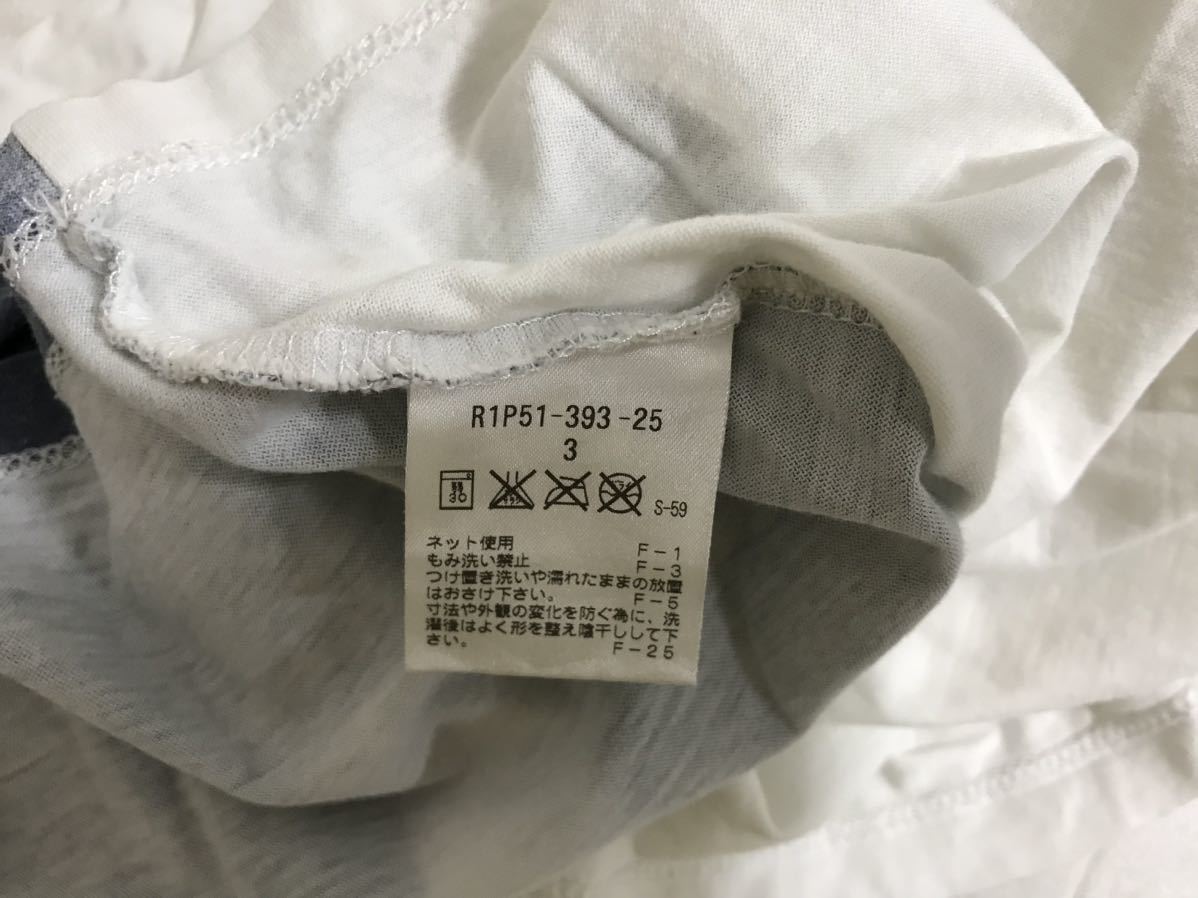 R1P51-393-25
3
弱
30
S-59
ネット使用 F-1
もみ洗い禁止 F-3
つけ置き洗いや濡れたままの放置
はおさけ下さい。 F-5
寸法や外観の変化を防ぐ為に、洗
濯後はよく形を整え陰干しして下
さい。 F-25